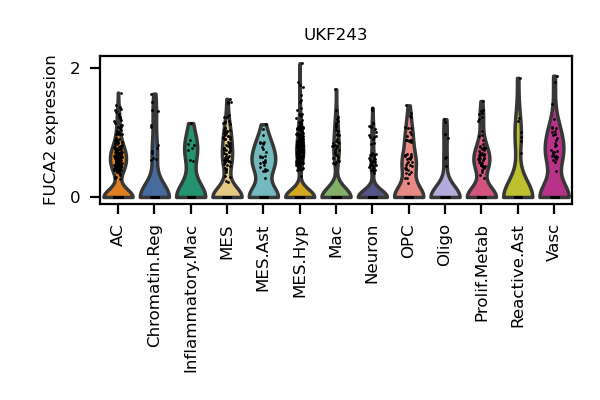 UKF243
FUCA2 expression
2
0
AC
Chromatin.Reg
Inflammatory.Mac
MES
MES.Ast
MES.Hyp
Mac
Neuron
OPC
Oligo
Prolif.Metab
Reactive.Ast
Vasc